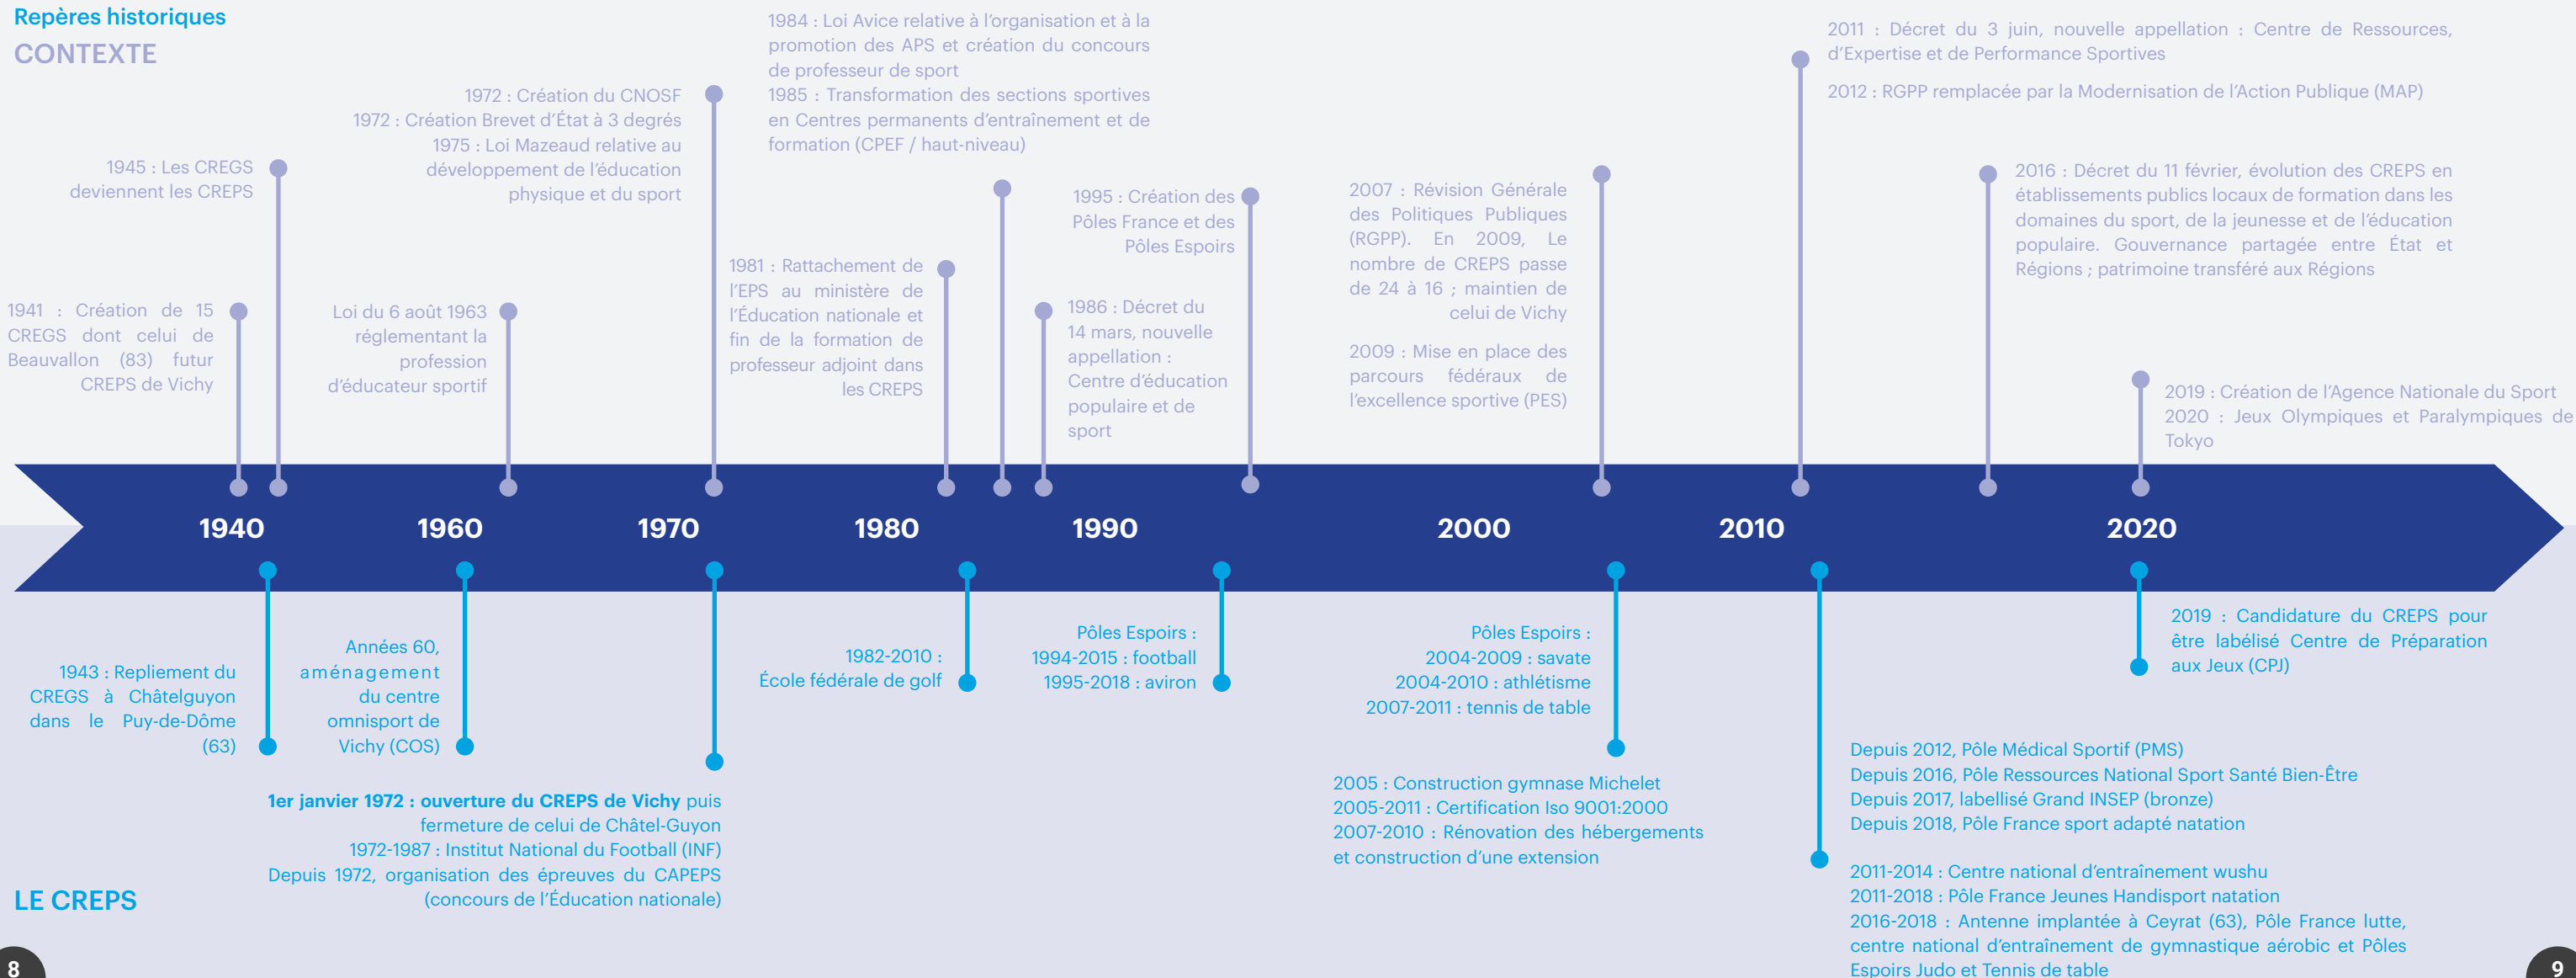 Repères historiques
CONTEXTE
1941 : Création de 15
CREGS dont celui de
Beauvallon (83) futur
CREPS de Vichy
1945 : Les CREGS
deviennent les CREPS
Loi du 6 août 1963
réglementant la
profession
d’éducateur sportif
1972 : Création du CNOSF
1972 : Création Brevet d’État à 3 degrés
1975 : Loi Mazeaud relative au
développement de l’éducation
physique et du sport
1981 : Rattachement de
l’EPS au ministère de
l’Éducation nationale et
fin de la formation de
professeur adjoint dans
les CREPS
1984 : Loi Avice relative à l’organisation et à la
promotion des APS et création du concours
de professeur de sport
1985 : Transformation des sections sportives
en Centres permanents d’entraînement et de
formation (CPEF / haut-niveau)
1986 : Décret du
14 mars, nouvelle
appellation :
Centre d’éducation
populaire et de
sport
1995 : Création des
Pôles France et des
Pôles Espoirs
2007 : Révision Générale
des Politiques Publiques
(RGPP). En 2009, Le
nombre de CREPS passe
de 24 à 16 ; maintien de
celui de Vichy
2009 : Mise en place des
parcours fédéraux de
l’excellence sportive (PES)
2011 : Décret du 3 juin, nouvelle appellation : Centre de Ressources,
d’Expertise et de Performance Sportives
2012 : RGPP remplacée par la Modernisation de l’Action Publique (MAP)
2016 : Décret du 11 février, évolution des CREPS en
établissements publics locaux de formation dans les
domaines du sport, de la jeunesse et de l’éducation
populaire. Gouvernance partagée entre État et
Régions ; patrimoine transféré aux Régions
2019 : Création de l’Agence Nationale du Sport
2020 : Jeux Olympiques et Paralympiques de
Tokyo
1940 1960 1970 1980 1990 2000 2010 2020
1943 : Repliement du
CREGS à Châtelguyon
dans le Puy-de-Dôme
(63)
Années 60,
aménagement
du centre
omnisport de
Vichy (COS)
1er janvier 1972 : ouverture du CREPS de Vichy puis
fermeture de celui de Châtel-Guyon
1972-1987 : Institut National du Football (INF)
Depuis 1972, organisation des épreuves du CAPEPS
(concours de l’Éducation nationale)
1982-2010 :
École fédérale de golf
Pôles Espoirs :
1994-2015 : football
1995-2018 : aviron
Pôles Espoirs :
2004-2009 : savate
2004-2010 : athlétisme
2007-2011 : tennis de table
2005 : Construction gymnase Michelet
2005-2011 : Certification Iso 9001:2000
2007-2010 : Rénovation des hébergements
et construction d’une extension
Depuis 2012, Pôle Médical Sportif (PMS)
Depuis 2016, Pôle Ressources National Sport Santé Bien-Être
Depuis 2017, labellisé Grand INSEP (bronze)
Depuis 2018, Pôle France sport adapté natation
2011-2014 : Centre national d’entraînement wushu
2011-2018 : Pôle France Jeunes Handisport natation
2016-2018 : Antenne implantée à Ceyrat (63), Pôle France lutte,
centre national d’entraînement de gymnastique aérobic et Pôles
Espoirs Judo et Tennis de table
2019 : Candidature du CREPS pour
être labélisé Centre de Préparation
aux Jeux (CPJ)
LE CREPS
8
9